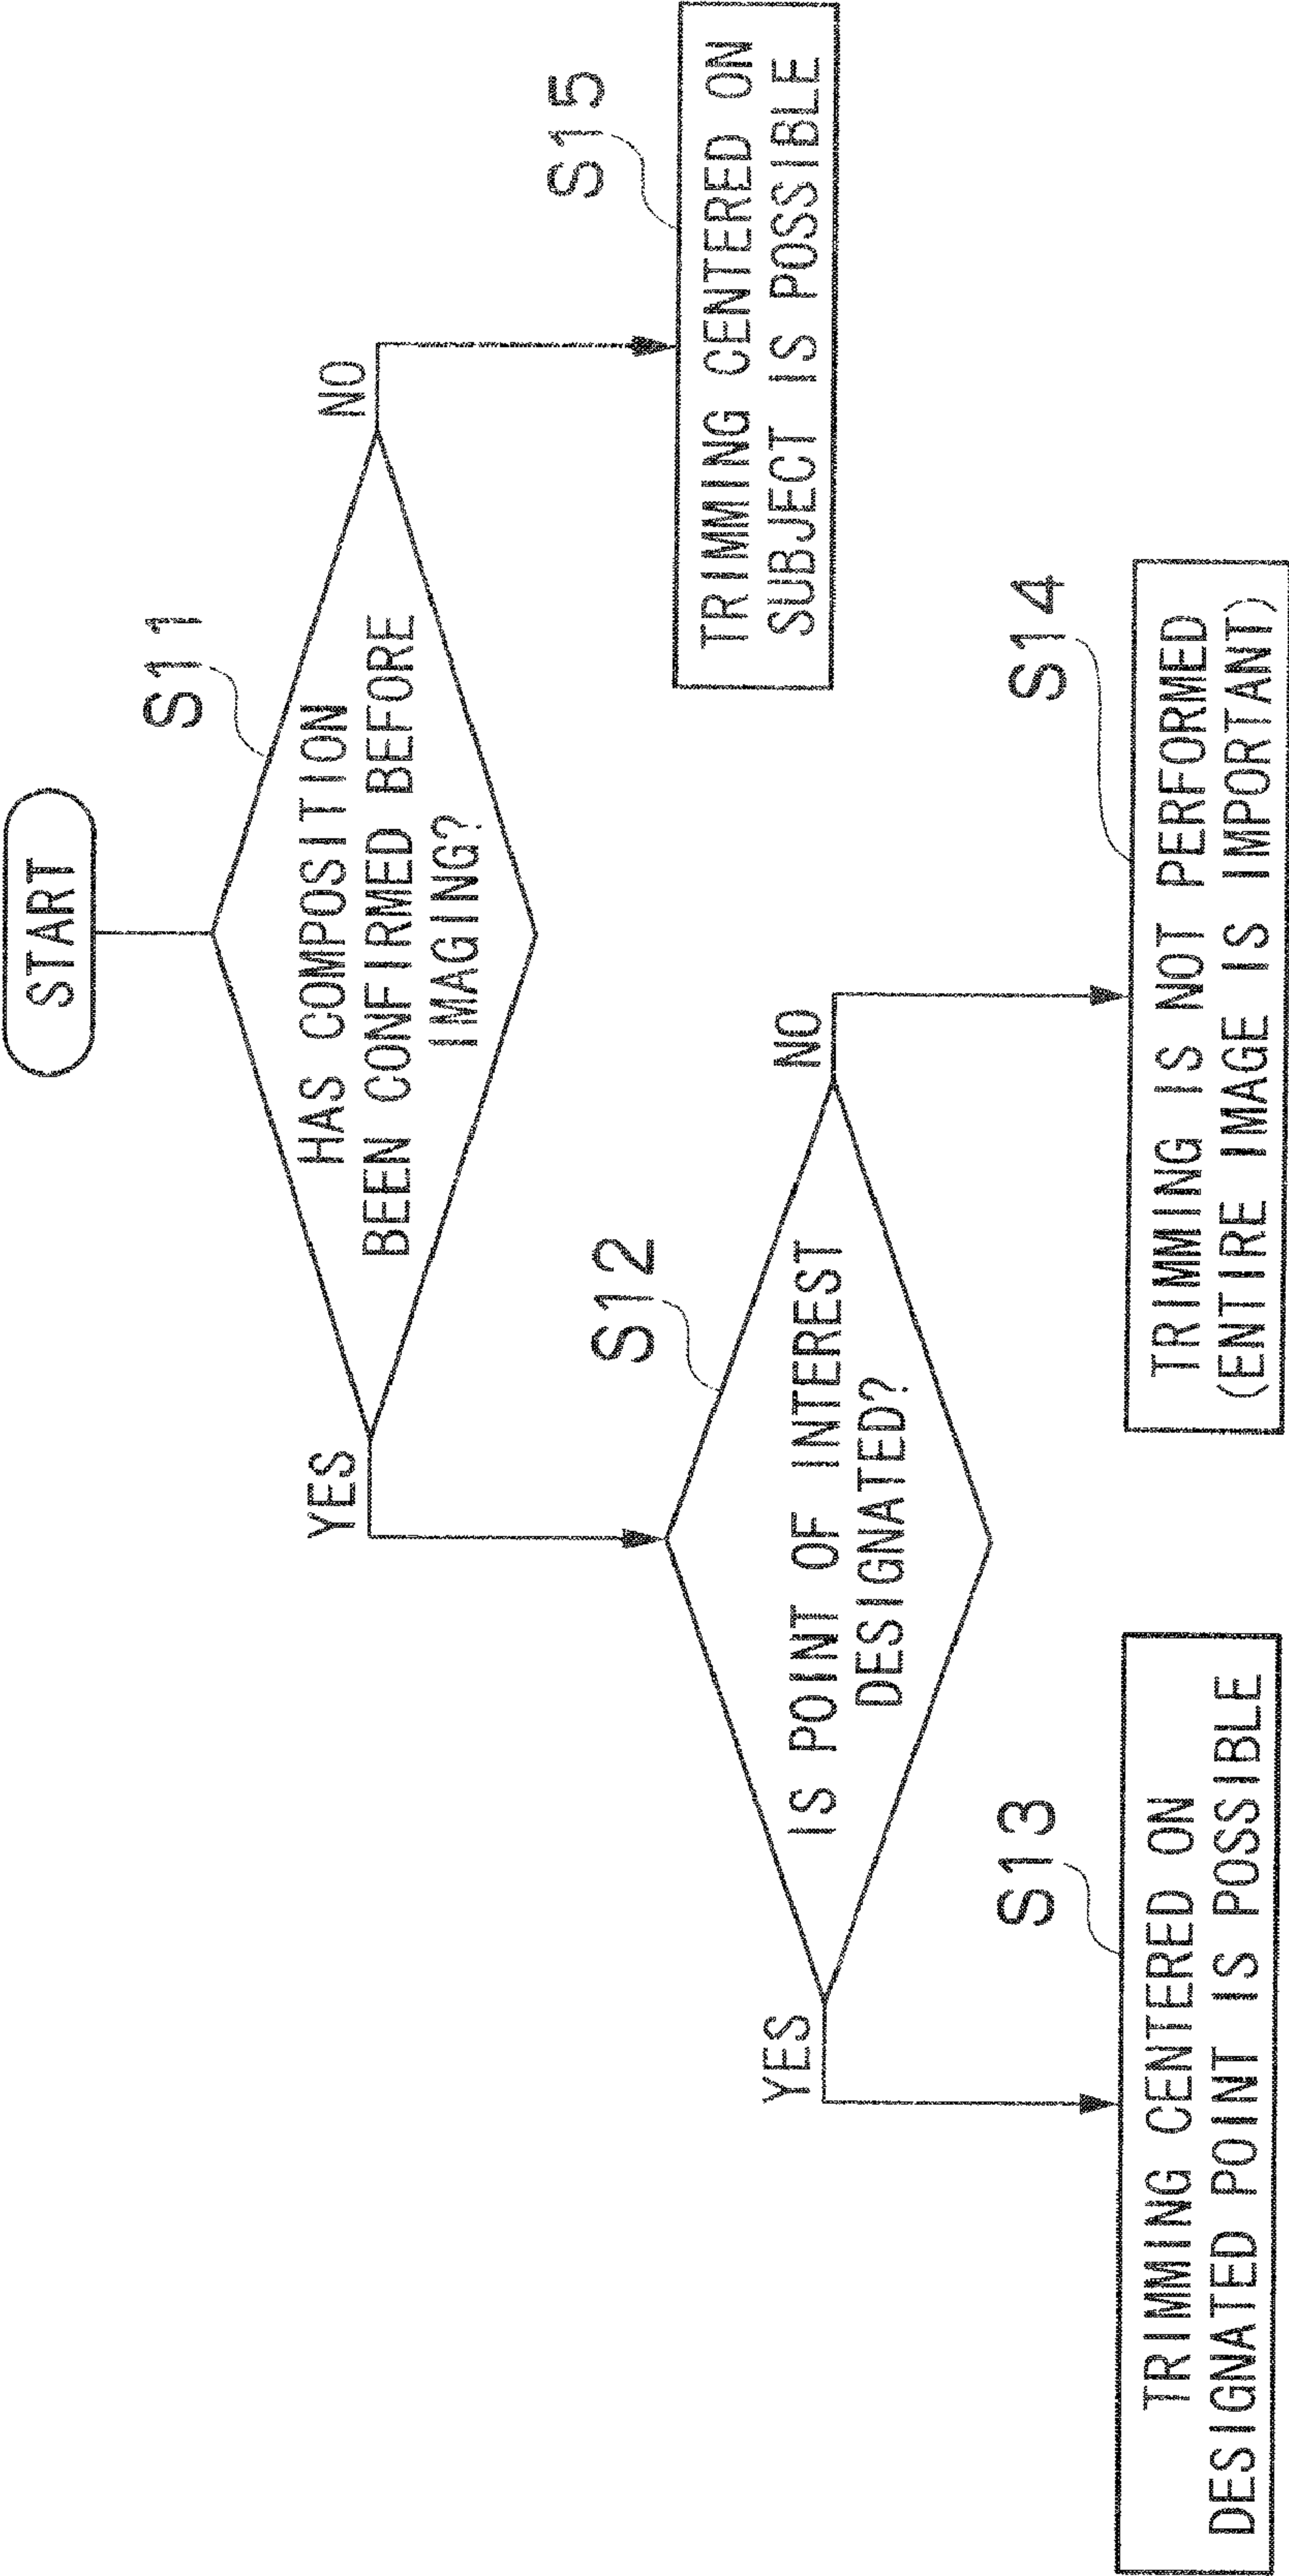 START
S11
HAS COMPOSITION
BEEN CONFIRMED BEFORE
IMAGING?
YES
NO
S12
IS POINT OF INTEREST
DESIGNATED?
S15
TRIMMING CENTERED ON
SUBJECT IS POSSIBLE
YES
NO
S13
TRIMMING CENTERED ON
DESIGNATED POINT IS POSSIBLE
S14
TRIMMING IS NOT PERFORMED
(ENTIRE IMAGE IS IMPORTANT)